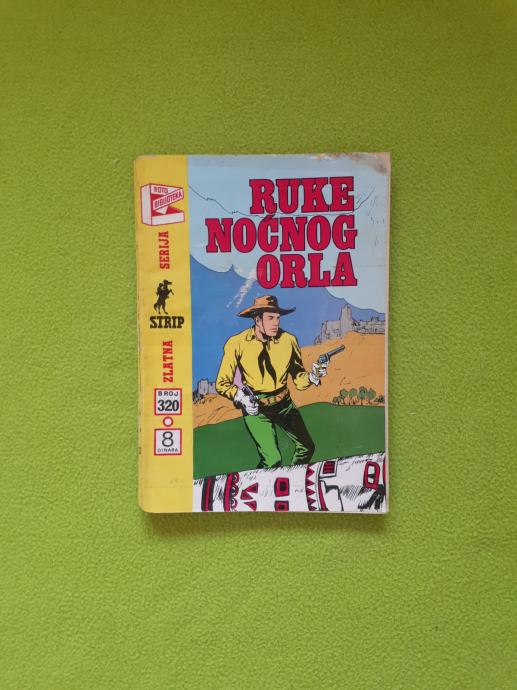 ROTO
BIBLIOTEKA
ZLATNA SERIJA
STRIP
BROJ
320
8
DINARA
RUKE
NOĆNOG
ORLA